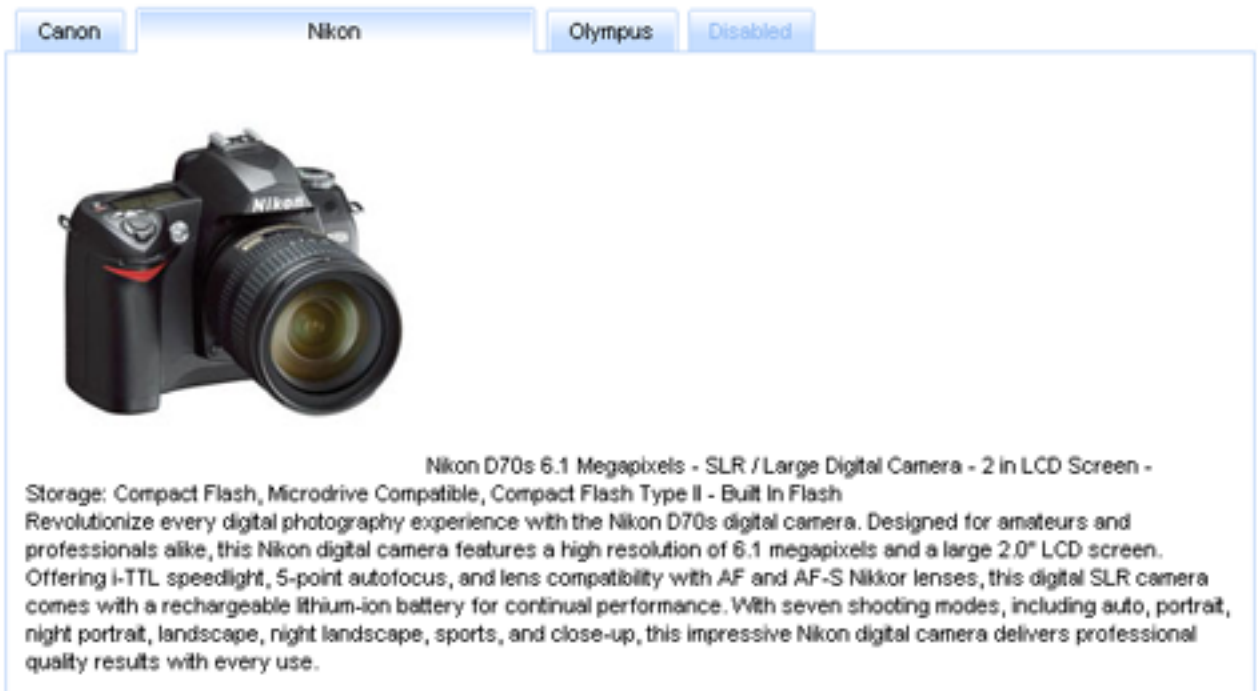 Canon Nikon Olympus Disabled
Nikon
Nikon D70s 6.1 Megapixels - SLR / Large Digital Camera - 2 in LCD Screen -
Storage: Compact Flash, Microdrive Compatible, Compact Flash Type II - Built In Flash
Revolutionize every digital photography experience with the Nikon D70s digital camera. Designed for amateurs and
professionals alike, this Nikon digital camera features a high resolution of 6.1 megapixels and a large 2.0" LCD screen.
Offering i-TTL speedlight, 5-point autofocus, and lens compatibility with AF and AF-S Nikkor lenses, this digital SLR camera
comes with a rechargeable lithium-ion battery for continual performance. With seven shooting modes, including auto, portrait,
night portrait, landscape, night landscape, sports, and close-up, this impressive Nikon digital camera delivers professional
quality results with every use.